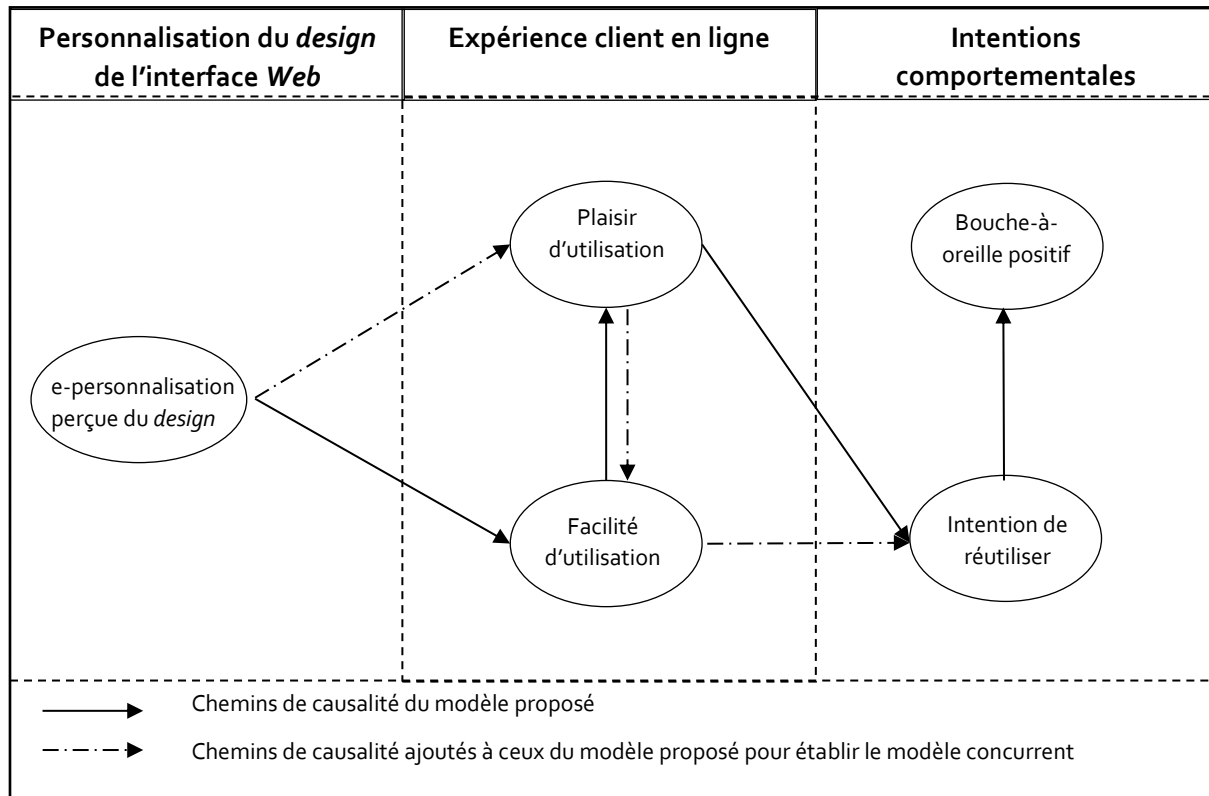 Personnalisation du design
de l'interface Web
Expérience client en ligne
Intentions
comportementales
Plaisir
d'utilisation
Bouche-à-
oreille positif
e-personnalisation
perçue du design
Facilité
d'utilisation
Intention de
réutiliser
Chemins de causalité du modèle proposé
Chemins de causalité ajoutés à ceux du modèle proposé pour établir le modèle concurrent